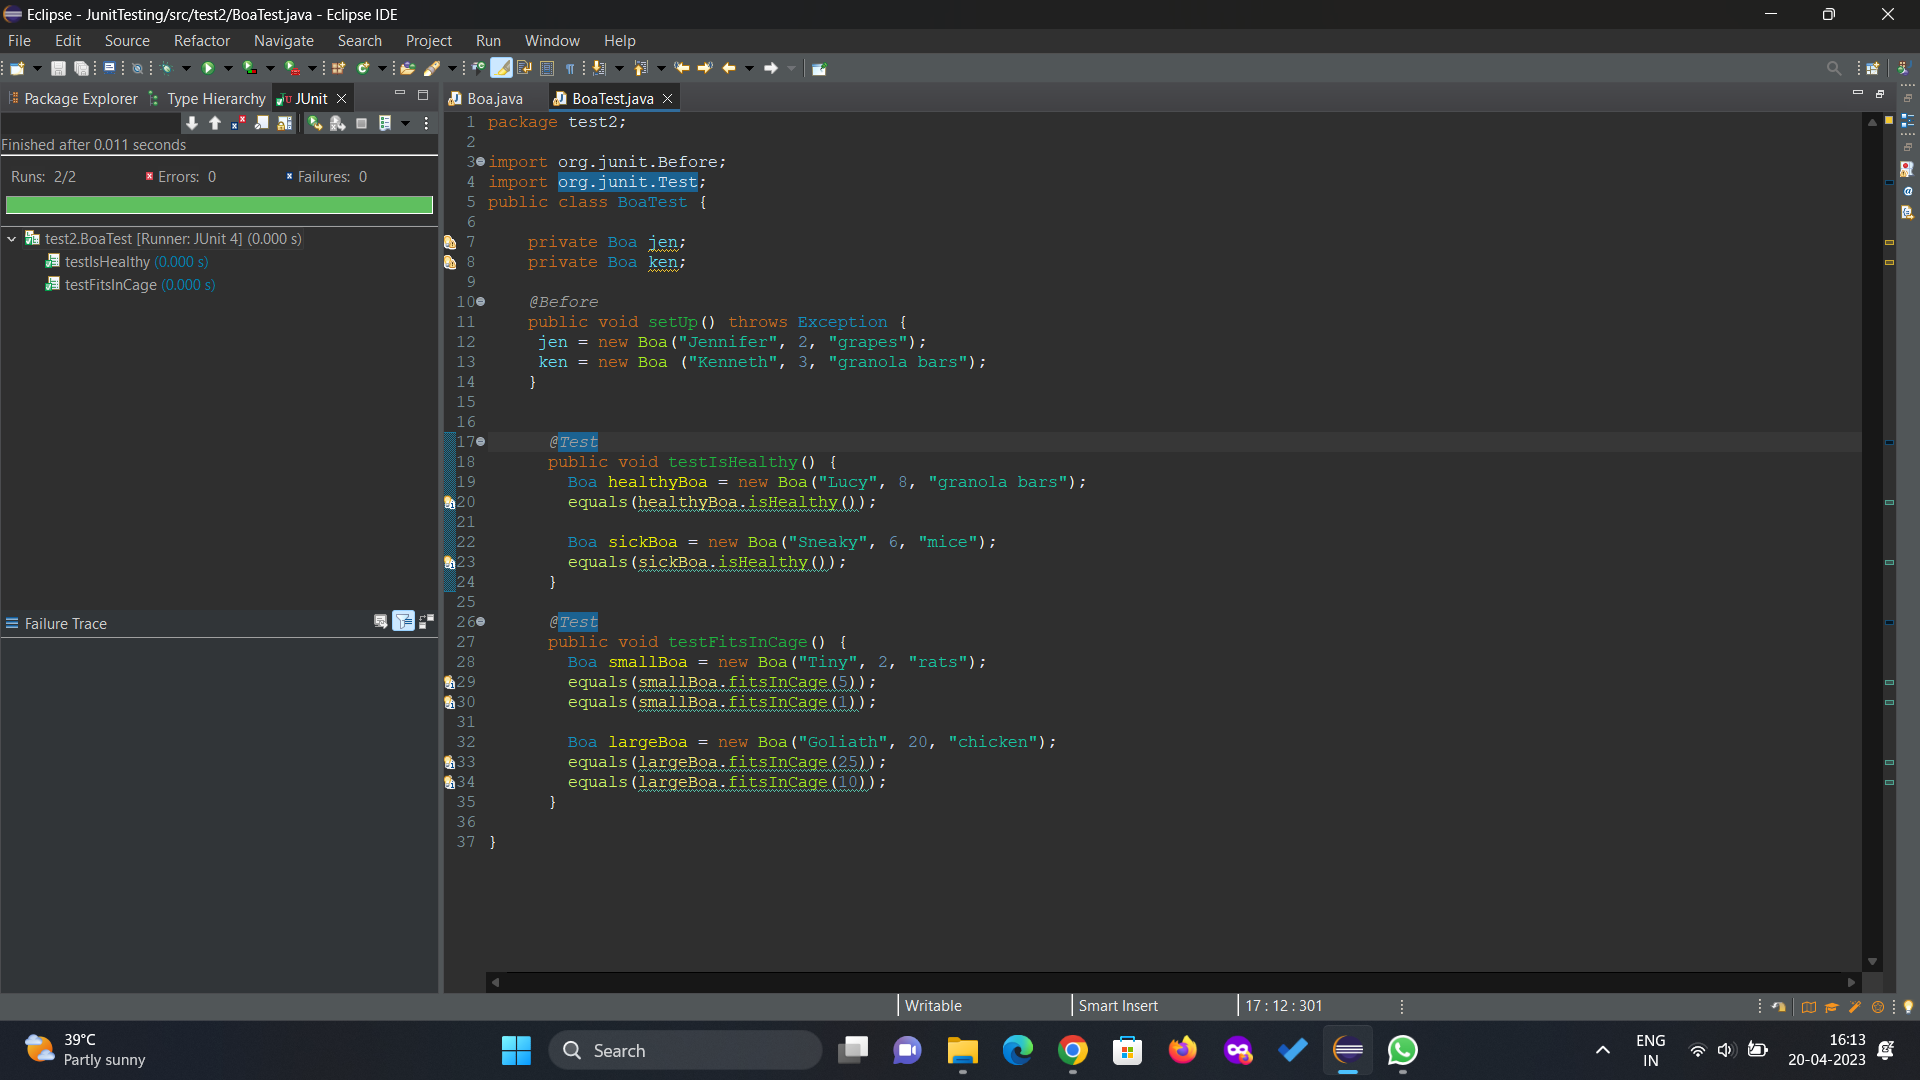 Eclipse - JunitTesting/src/test2/BoaTest.java - Eclipse IDE
File Edit Source Refactor Navigate Search Project Run Window Help
Package Explorer Type Hierarchy JUnit
Finished after 0.011 seconds
Runs: 2/2 Errors: 0 Failures: 0
test2.BoaTest [Runner: JUnit 4] (0.000 s)
testIsHealthy (0.000 s)
testFitsInCage (0.000 s)
Failure Trace
Boa.java BoaTest.java
1 package test2;
2
3 import org.junit.Before;
4 import org.junit.Test;
5 public class BoaTest {
6
7 private Boa jen;
8 private Boa ken;
9
10 @Before
11 public void setUp() throws Exception {
12 jen = new Boa("Jennifer", 2, "grapes");
13 ken = new Boa ("Kenneth", 3, "granola bars");
14 }
15
16
17 @Test
18 public void testIsHealthy() {
19 Boa healthyBoa = new Boa("Lucy", 8, "granola bars");
20 equals(healthyBoa.isHealthy());
21
22 Boa sickBoa = new Boa("Sneaky", 6, "mice");
23 equals(sickBoa.isHealthy());
24 }
25
26 @Test
27 public void testFitsInCage() {
28 Boa smallBoa = new Boa("Tiny", 2, "rats");
29 equals(smallBoa.fitsInCage(5));
30 equals(smallBoa.fitsInCage(1));
31
32 Boa largeBoa = new Boa("Goliath", 20, "chicken");
33 equals(largeBoa.fitsInCage(25));
34 equals(largeBoa.fitsInCage(10));
35 }
36
37 }
Writable Smart Insert 17 : 12 : 301
39°C
Partly sunny
Search
ENG
IN
16:13
20-04-2023